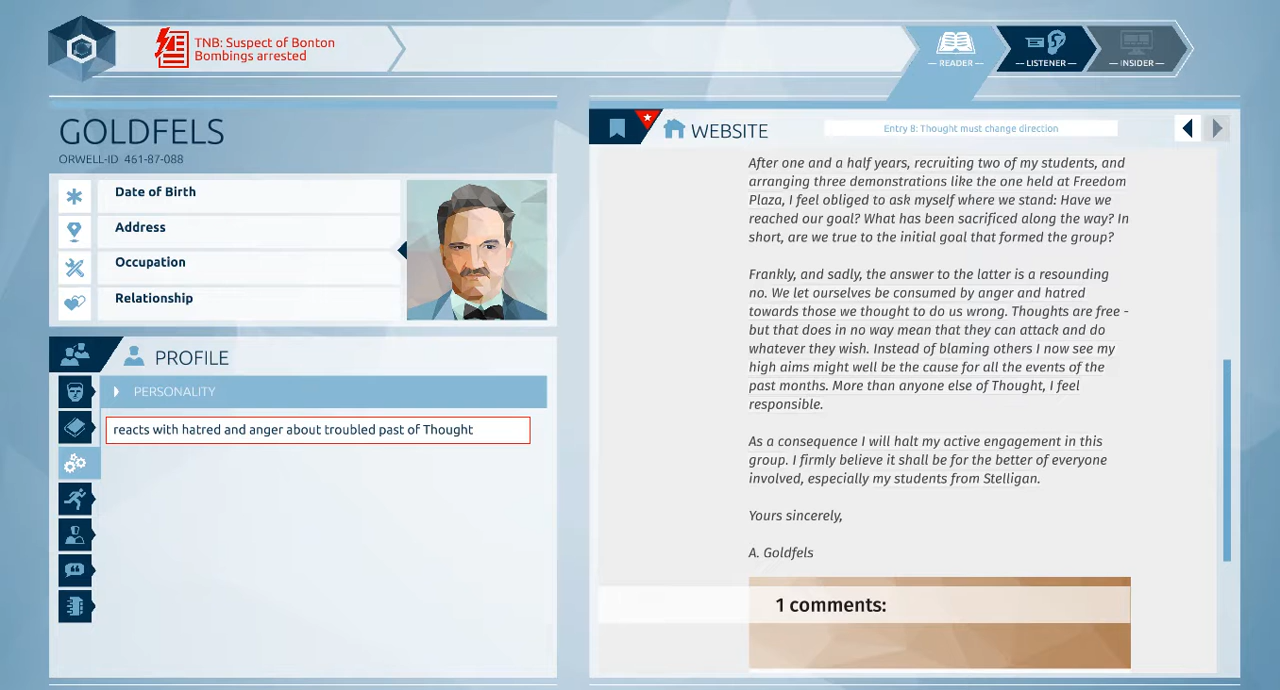 TNB: Suspect of Bonton
Bombings arrested
— READER —
— LISTENER —
— INSIDER —
GOLDFELS
ORWELL-ID 461-87-088
Date of Birth
Address
Occupation
Relationship
PROFILE
PERSONALITY
reacts with hatred and anger about troubled past of Thought
WEBSITE
Entry 8: Thought must change direction
After one and a half years, recruiting two of my students, and
arranging three demonstrations like the one held at Freedom
Plaza, I feel obliged to ask myself where we stand: Have we
reached our goal? What has been sacrificed along the way? In
short, are we true to the initial goal that formed the group?
Frankly, and sadly, the answer to the latter is a resounding
no. We let ourselves be consumed by anger and hatred
towards those we thought to do us wrong. Thoughts are free -
but that does in no way mean that they can attack and do
whatever they wish. Instead of blaming others I now see my
high aims might well be the cause for all the events of the
past months. More than anyone else of Thought, I feel
responsible.
As a consequence I will halt my active engagement in this
group. I firmly believe it shall be for the better of everyone
involved, especially my students from Stelligan.
Yours sincerely,
A. Goldfels
1 comments: